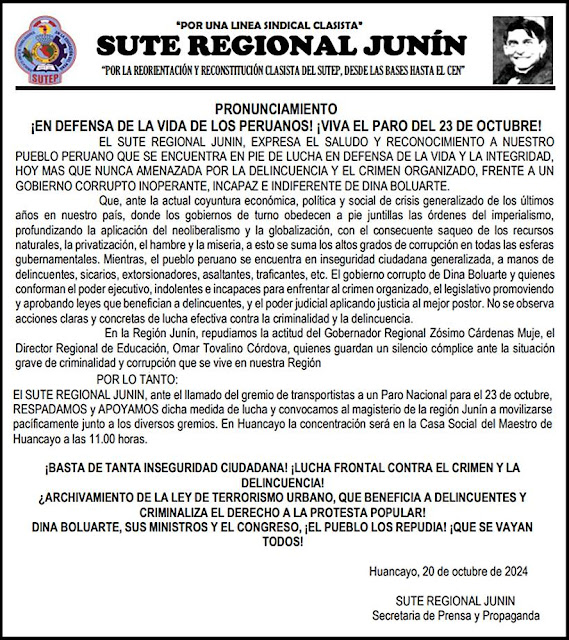 "POR UNA LINEA SINDICAL CLASISTA"
SUTE REGIONAL JUNÍN
"POR LA REORIENTACIÓN Y RECONSTITUCIÓN CLASISTA DEL SUTEP, DESDE LAS BASES HASTA EL CEN"
SUTEP
PRONUNCIAMIENTO
¡EN DEFENSA DE LA VIDA DE LOS PERUANOS! ¡VIVA EL PARO DEL 23 DE OCTUBRE!
EL SUTE REGIONAL JUNIN, EXPRESA EL SALUDO Y RECONOCIMIENTO A NUESTRO
PUEBLO PERUANO QUE SE ENCUENTRA EN PIE DE LUCHA EN DEFENSA DE LA VIDA Y LA INTEGRIDAD,
HOY MAS QUE NUNCA AMENAZADA POR LA DELINCUENCIA Y EL CRIMEN ORGANIZADO, FRENTE A UN
GOBIERNO CORRUPTO INOPERANTE, INCAPAZ E INDIFERENTE DE DINA BOLUARTE.
Que, ante la actual coyuntura económica, política y social de crisis generalizado de los últimos
años en nuestro país, donde los gobiernos de turno obedecen a pie juntillas las órdenes del imperialismo,
profundizando la aplicación del neoliberalismo y la globalización, con el consecuente saqueo de los recursos
naturales, la privatización, el hambre y la miseria, a esto se suma los altos grados de corrupción en todas las esferas
gubernamentales. Mientras, el pueblo peruano se encuentra en inseguridad ciudadana generalizada, a manos de
delincuentes, sicarios, extorsionadores, asaltantes, traficantes, etc. El gobierno corrupto de Dina Boluarte y quienes
conforman el poder ejecutivo, indolentes e incapaces para enfrentar al crimen organizado, el legislativo promoviendo
y aprobando leyes que benefician a delincuentes, y el poder judicial aplicando justicia al mejor postor. No se observa
acciones claras y concretas de lucha efectiva contra la criminalidad y la delincuencia.
En la Región Junín, repudiamos la actitud del Gobernador Regional Zósimo Cárdenas Muje, el
Director Regional de Educación, Omar Tovalino Córdova, quienes guardan un silencio cómplice ante la situación
grave de criminalidad y corrupción que se vive en nuestra Región
POR LO TANTO:
El SUTE REGIONAL JUNIN, ante el llamado del gremio de transportistas a un Paro Nacional para el 23 de octubre,
RESPADAMOS y APOYAMOS dicha medida de lucha y convocamos al magisterio de la región Junín a movilizarse
pacíficamente junto a los diversos gremios. En Huancayo la concentración será en la Casa Social del Maestro de
Huancayo a las 11.00 horas.
¡BASTA DE TANTA INSEGURIDAD CIUDADANA! ¡LUCHA FRONTAL CONTRA EL CRIMEN Y LA
DELINCUENCIA!
¿ARCHIVAMIENTO DE LA LEY DE TERRORISMO URBANO, QUE BENEFICIA A DELINCUENTES Y
CRIMINALIZA EL DERECHO A LA PROTESTA POPULAR!
DINA BOLUARTE, SUS MINISTROS Y EL CONGRESO, ¡EL PUEBLO LOS REPUDIA! ¡QUE SE VAYAN
TODOS!
Huancayo, 20 de octubre de 2024
SUTE REGIONAL JUNIN
Secretaria de Prensa y Propaganda